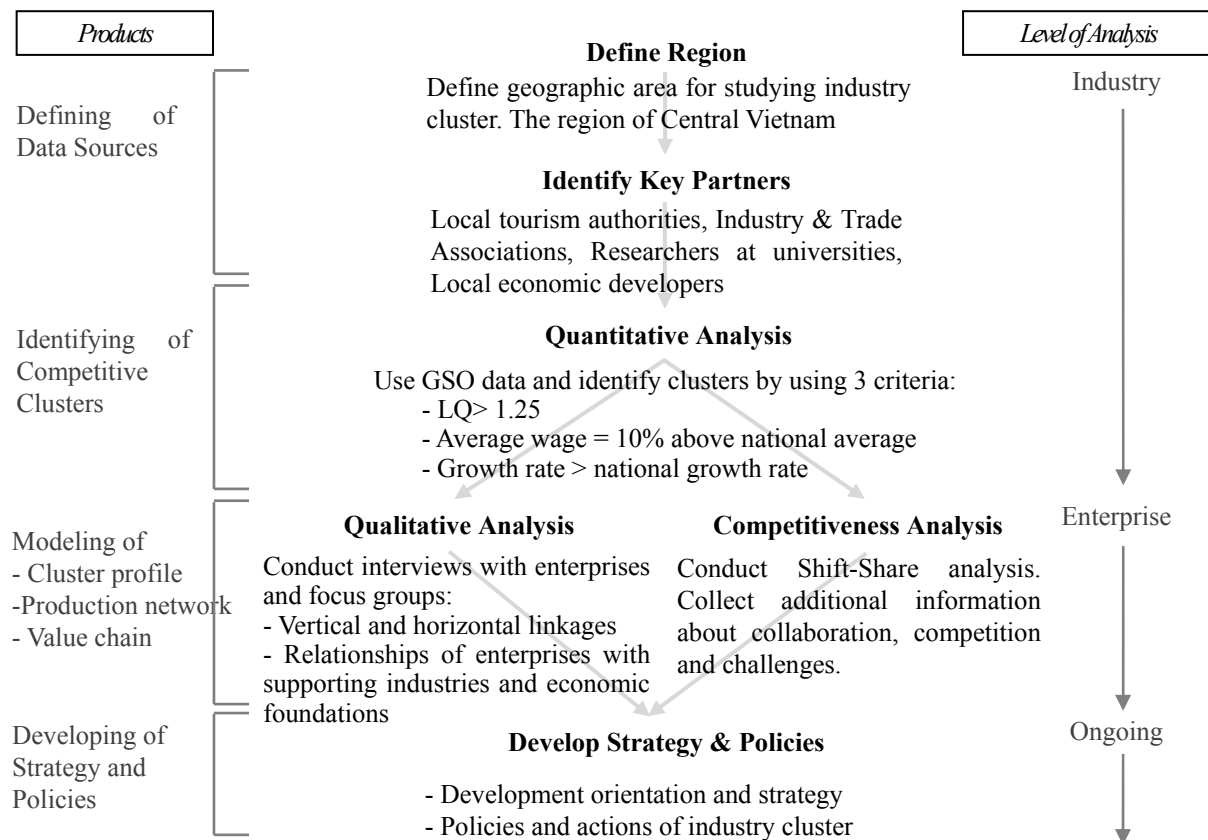 Products
Level of Analysis
Define Region
Define geographic area for studying industry
cluster. The region of Central Vietnam
Industry
Defining of
Data Sources
Identify Key Partners
Local tourism authorities, Industry & Trade
Associations, Researchers at universities,
Local economic developers
Identifying of
Competitive
Clusters
Quantitative Analysis
Use GSO data and identify clusters by using 3 criteria:
- LQ> 1.25
- Average wage = 10% above national average
- Growth rate > national growth rate
Enterprise
Modeling of
- Cluster profile
-Production network
- Value chain
Qualitative Analysis
Conduct interviews with enterprises
and focus groups:
- Vertical and horizontal linkages
- Relationships of enterprises with
supporting industries and economic
foundations
Competitiveness Analysis
Conduct Shift-Share analysis.
Collect additional information
about collaboration, competition
and challenges.
Ongoing
Developing of
Strategy and
Policies
Develop Strategy & Policies
- Development orientation and strategy
- Policies and actions of industry cluster